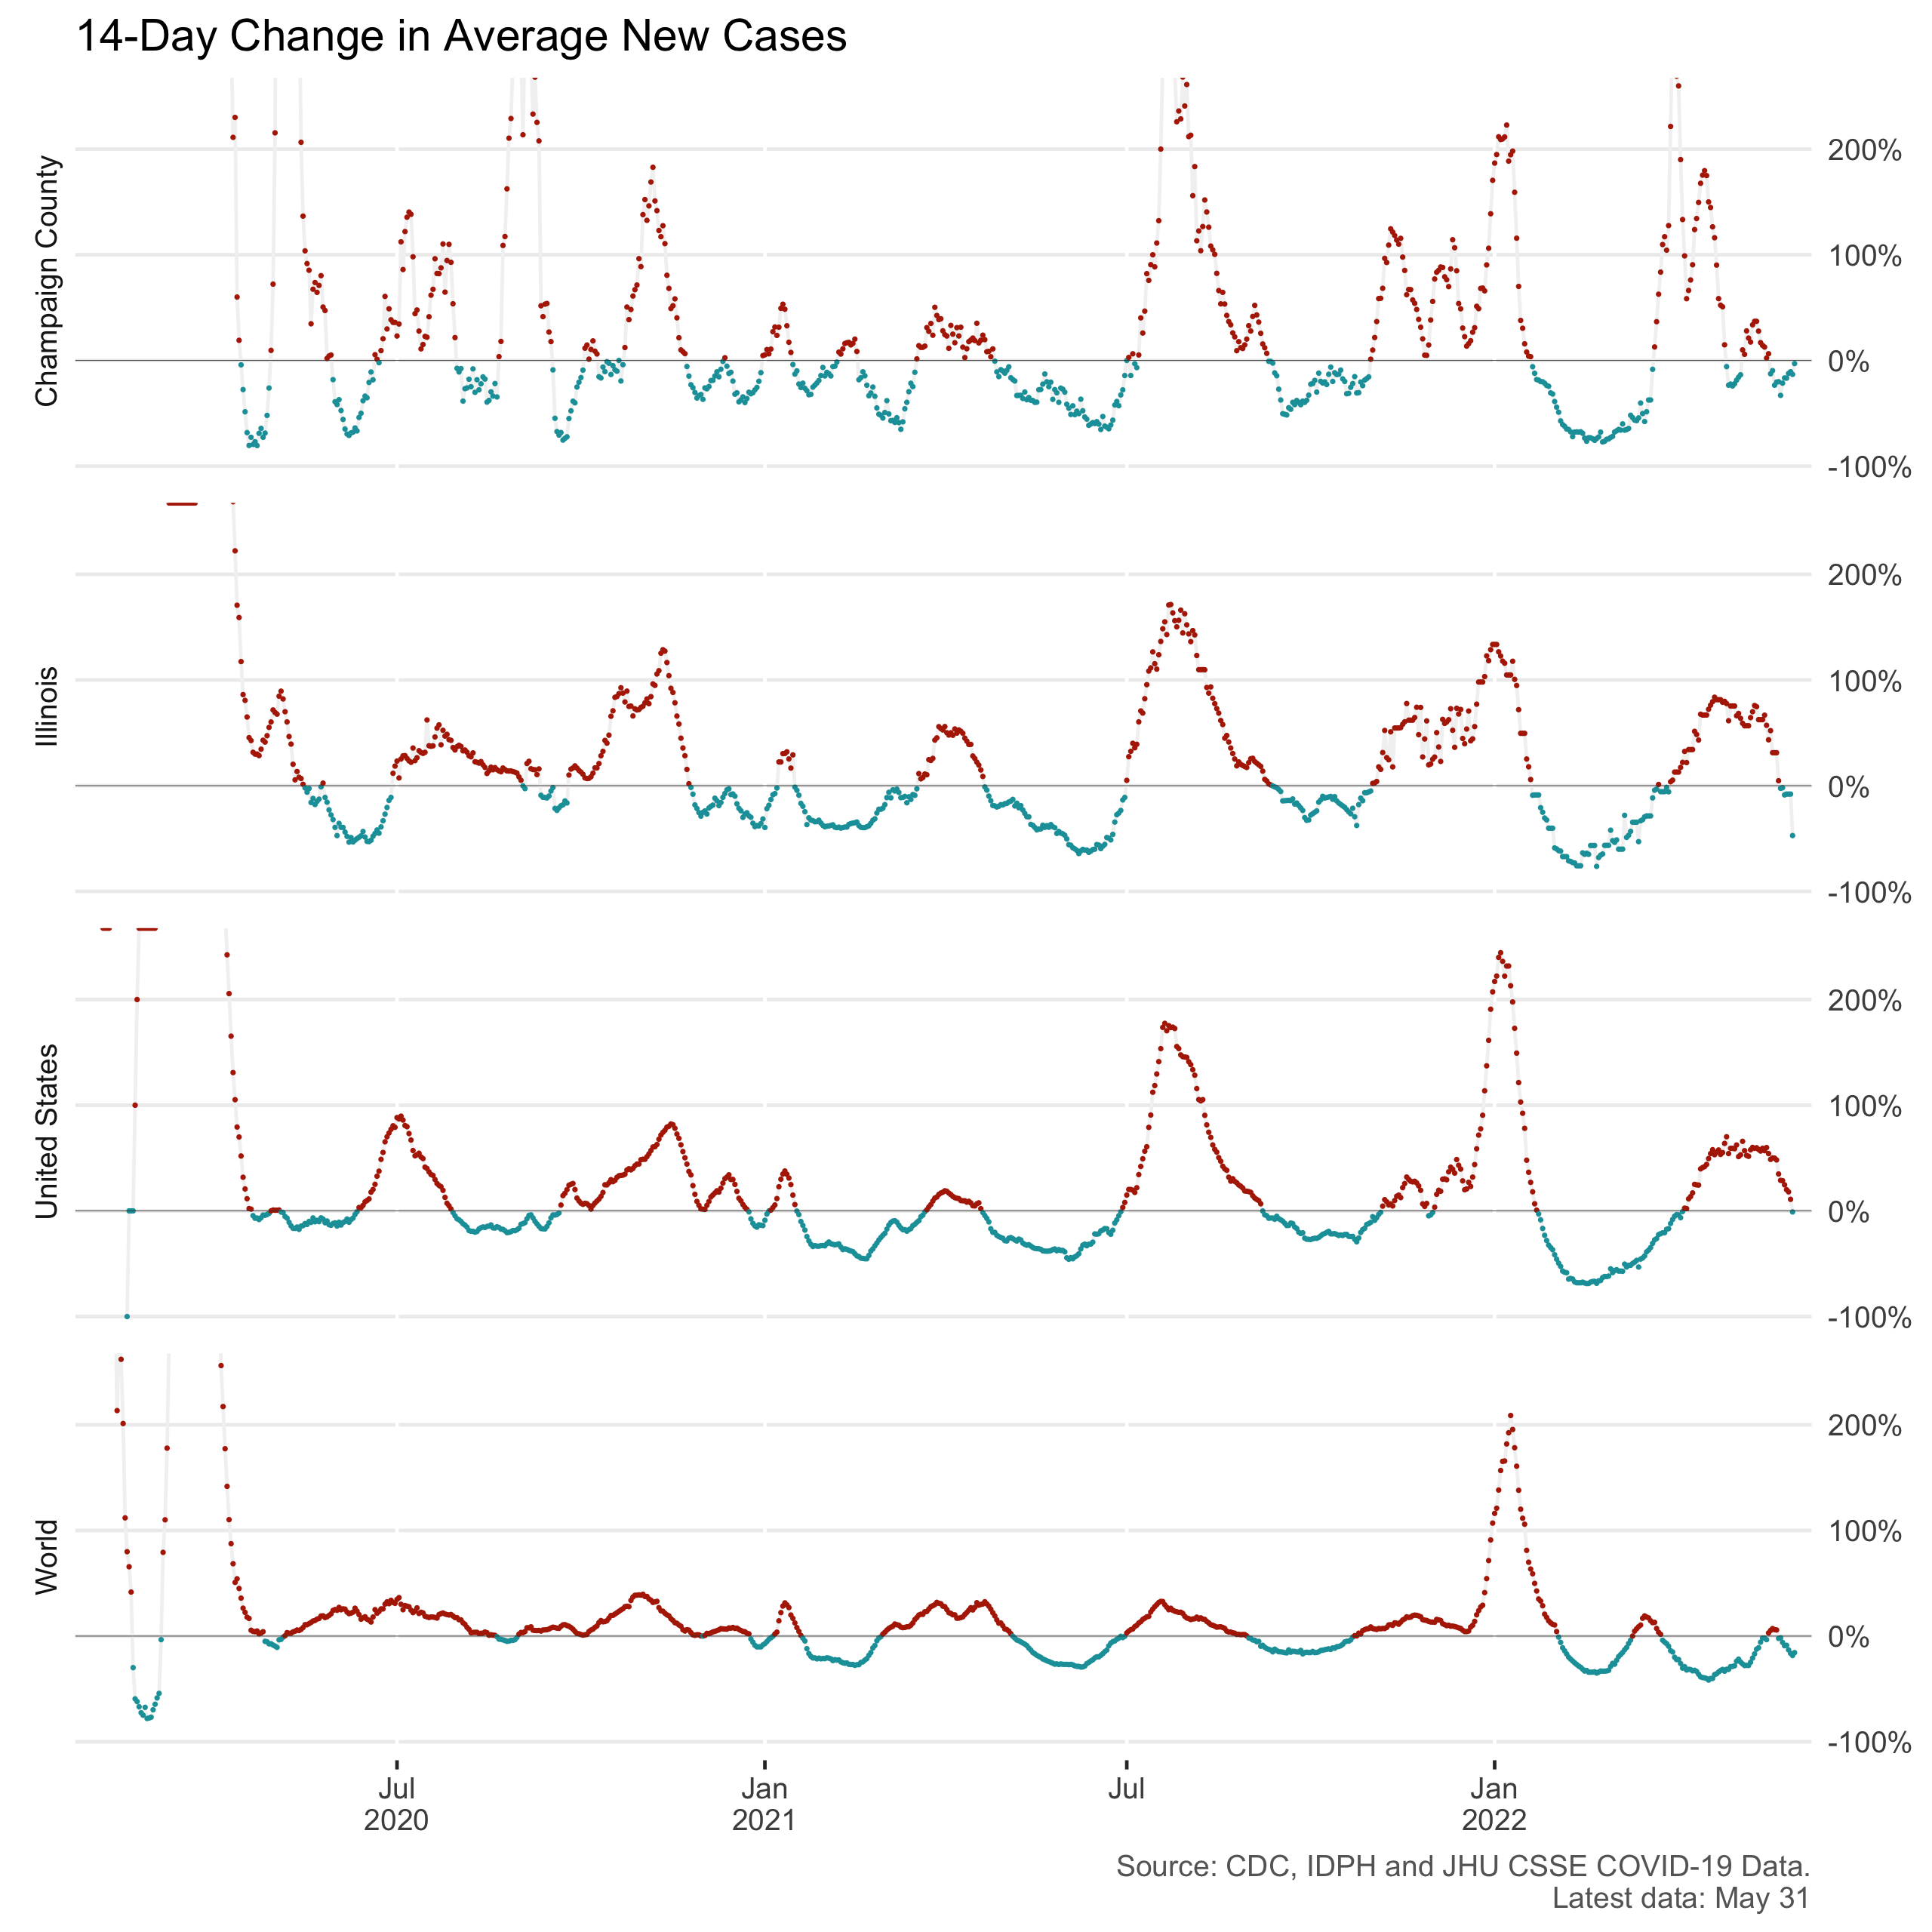 14-Day Change in Average New Cases
Champaign County
200%
100%
0%
-100%
Illinois
200%
100%
0%
-100%
United States
200%
100%
0%
-100%
World
200%
100%
0%
-100%
Jul
2020
Jan
2021
Jul
Jan
2022
Source: CDC, IDPH and JHU CSSE COVID-19 Data.
Latest data: May 31